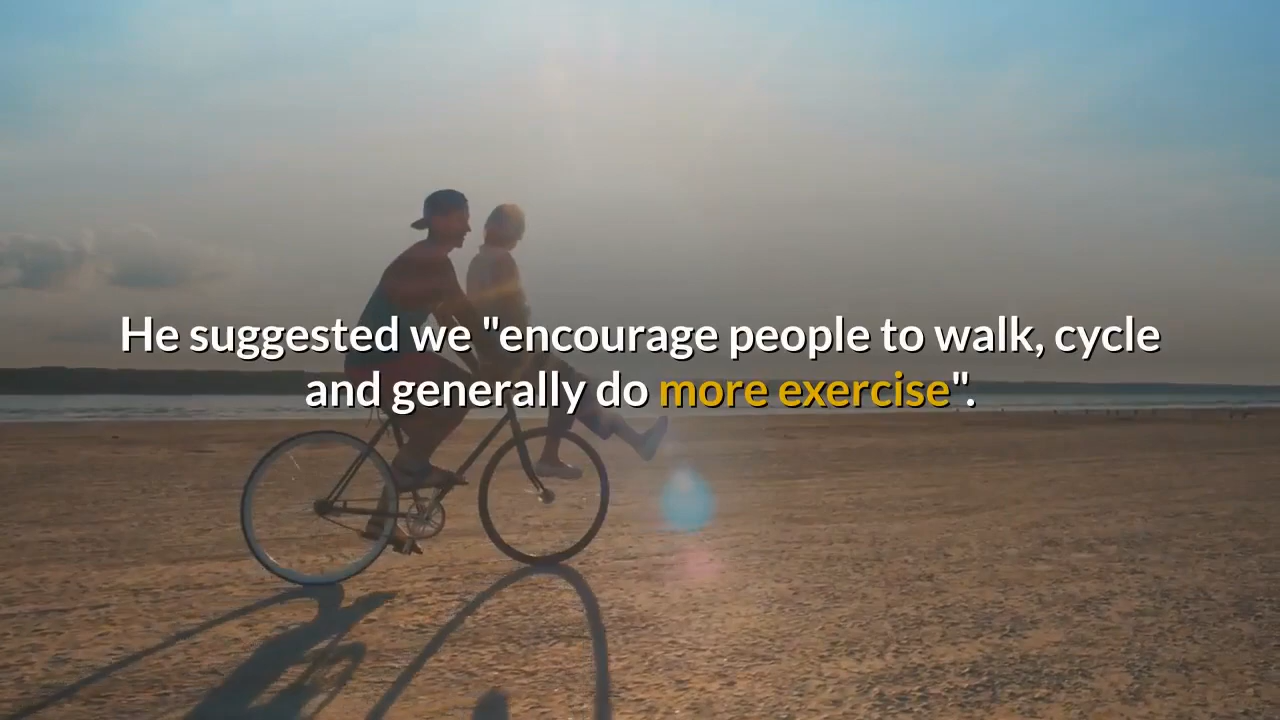 He suggested we "encourage people to walk, cycle
and generally do more exercise".